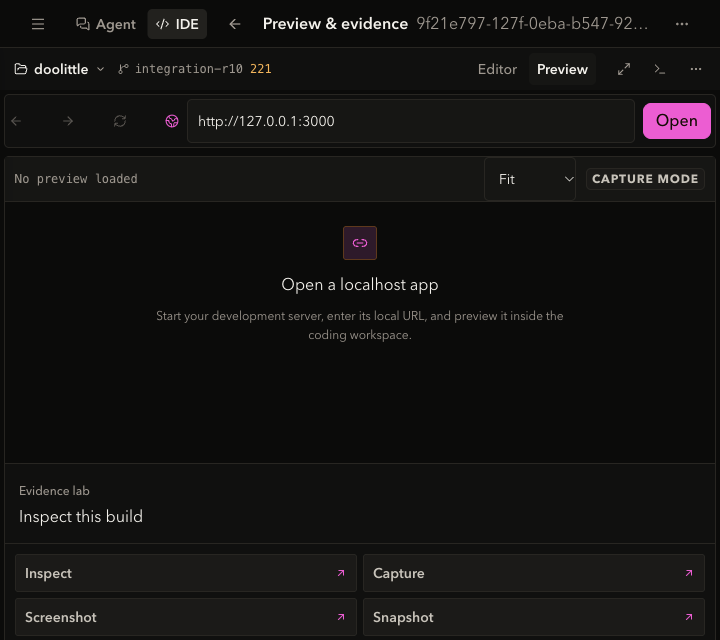 Agent
IDE
Preview & evidence 9f21e797-127f-0eba-b547-92...
doolittle
integration-r10 221
Editor
Preview
http://127.0.0.1:3000
Open
No preview loaded
Fit
CAPTURE MODE
Open a localhost app
Start your development server, enter its local URL, and preview it inside the
coding workspace.
Evidence lab
Inspect this build
Inspect
Capture
Screenshot
Snapshot